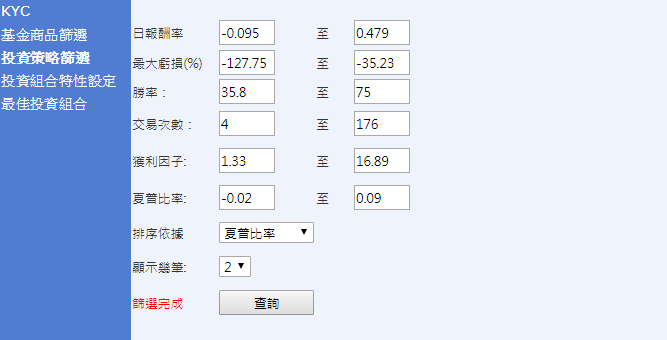 KYC
基金商品篩選
投資策略篩選
投資組合特性設定
最佳投資組合
日報酬率 -0.095 至 0.479
最大虧損(%) -127.75 至 -35.23
勝率： 35.8 至 75
交易次數： 4 至 176
獲利因子: 1.33 至 16.89
夏普比率: -0.02 至 0.09
排序依據 夏普比率
顯示幾筆: 2
篩選完成 查詢